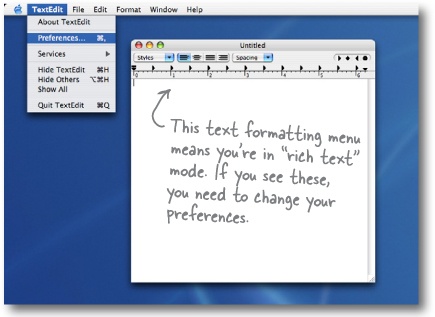 TextEdit File Edit Format Window Help
About TextEdit
Preferences... ⌘,
Services
Hide TextEdit ⌘H
Hide Others ⌥⌘H
Show All
Quit TextEdit ⌘Q
Untitled
Styles Spacing
0 1 2 3 4 5 6
This text formatting menu
means you're in "rich text"
mode. If you see these,
you need to change your
preferences.